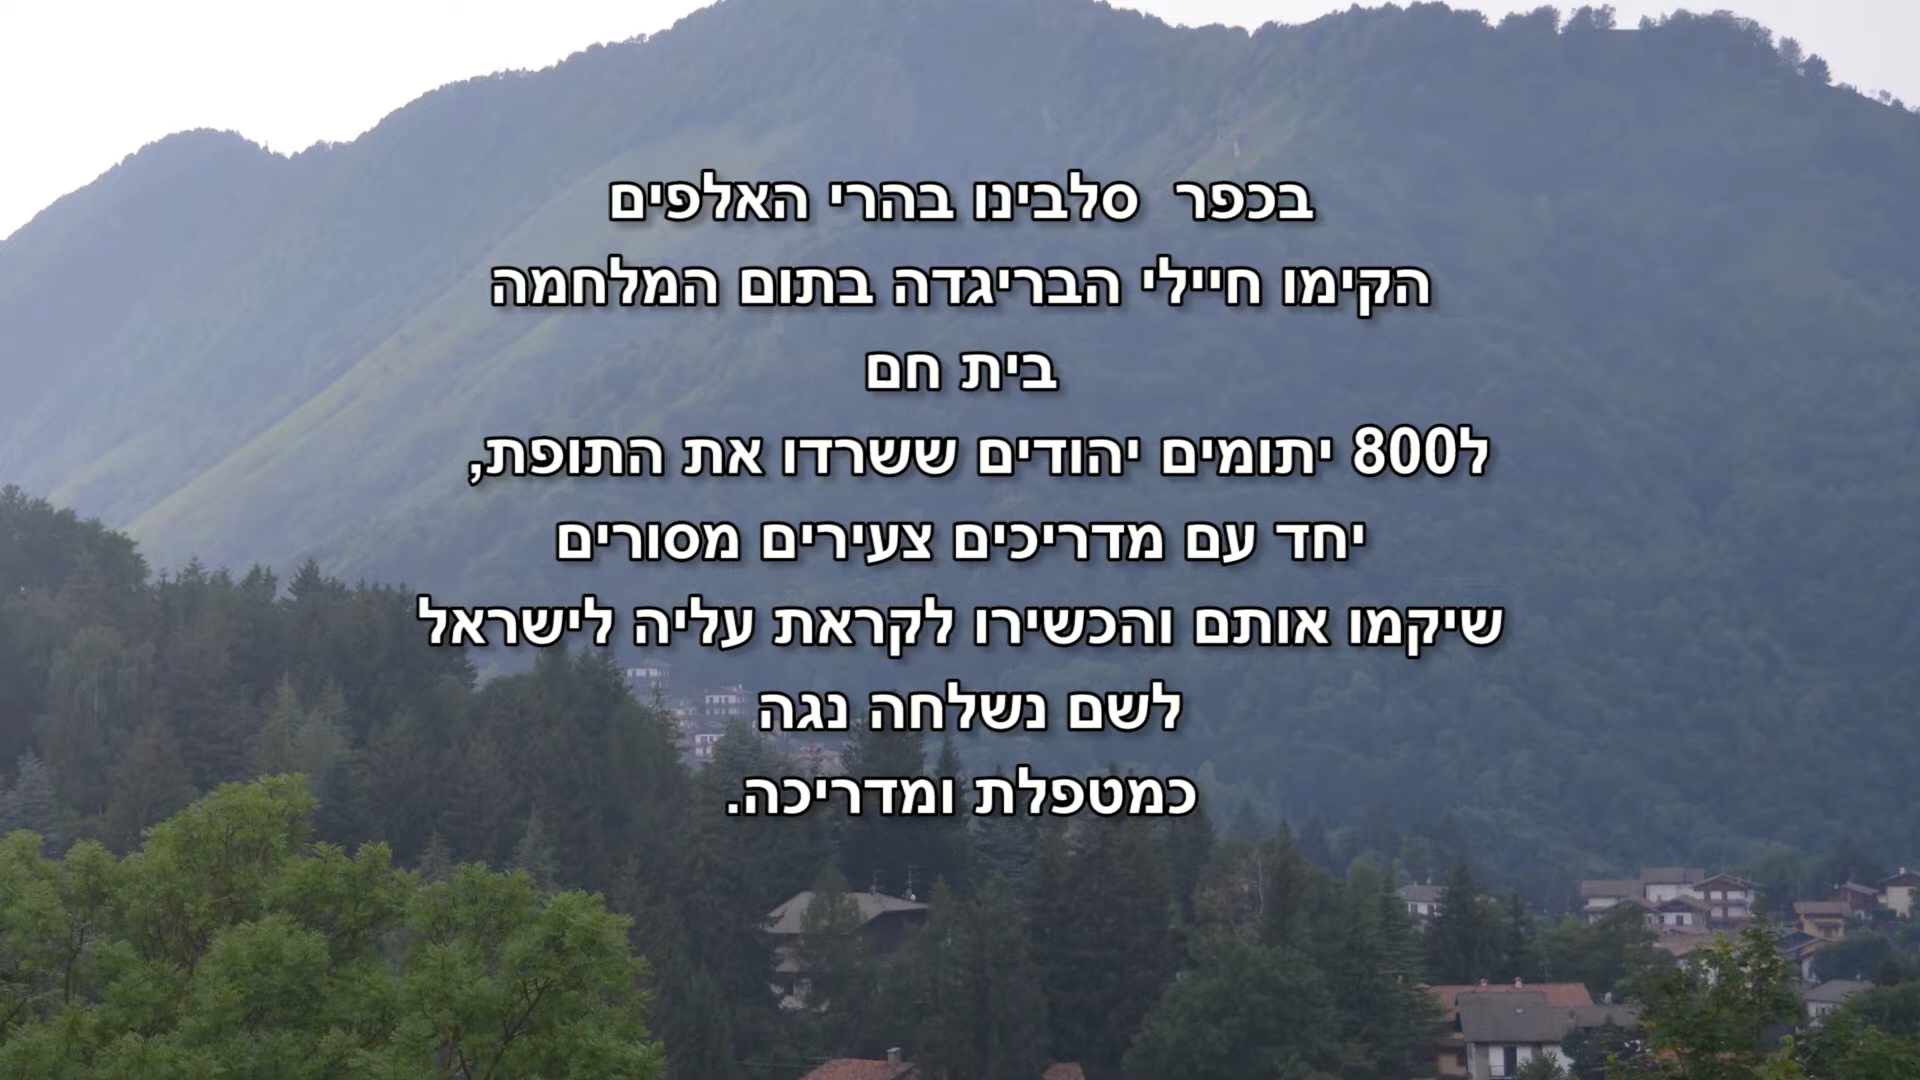 בכפר  סלבינו בהרי האלפים
הקימו חיילי הבריגדה בתום המלחמה
בית חם
ל800 יתומים יהודים ששרדו את התופת,
יחד עם מדריכים צעירים מסורים
שיקמו אותם והכשירו לקראת עליה לישראל
לשם נשלחה נגה
כמטפלת ומדריכה.